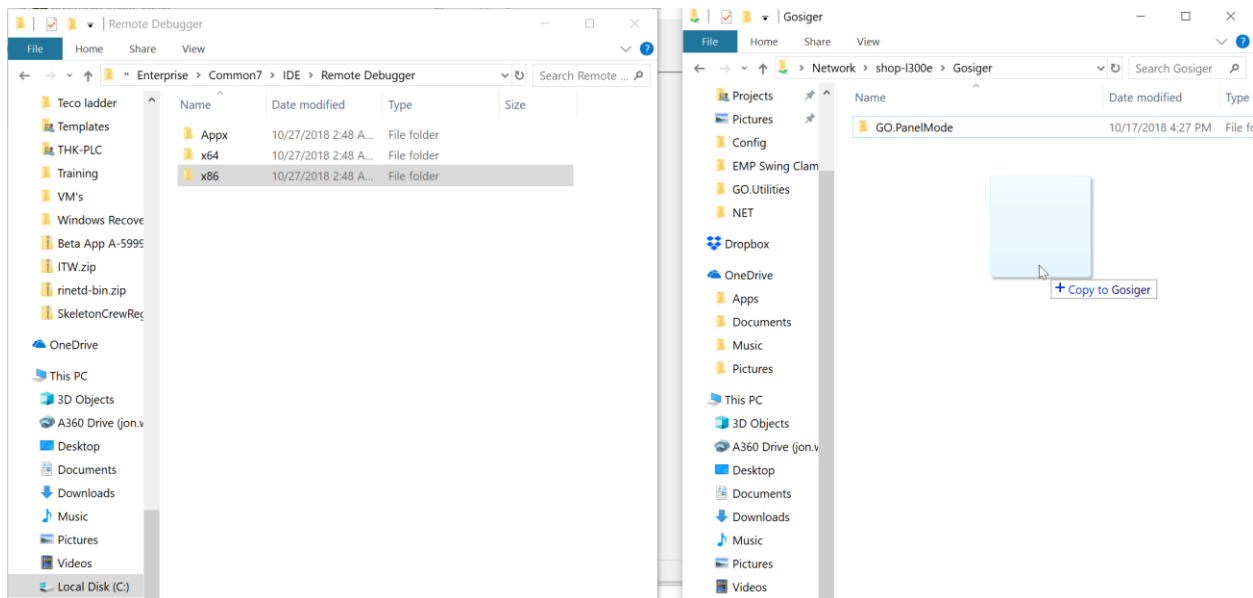 Remote Debugger
File Home Share View
« Enterprise > Common7 > IDE > Remote Debugger
Search Remote ...
Teco ladder
Templates
THK-PLC
Training
VM's
Windows Recove
Beta App A-5999
ITW.zip
rinetd-bin.zip
SkeletonCrewReg
OneDrive
This PC
3D Objects
A360 Drive (jon.w
Desktop
Documents
Downloads
Music
Pictures
Videos
Local Disk (C:)
Name Date modified Type Size
Appx 10/27/2018 2:48 A... File folder
x64 10/27/2018 2:48 A... File folder
x86 10/27/2018 2:48 A... File folder
Gosiger
File Home Share View
> Network > shop-l300e > Gosiger
Search Gosiger
Projects
Pictures
Config
EMP Swing Clam
GO.Utilities
NET
Dropbox
OneDrive
Apps
Documents
Music
Pictures
This PC
3D Objects
A360 Drive (jon.w
Desktop
Documents
Downloads
Music
Pictures
Videos
Name Date modified Type
GO.PanelMode 10/17/2018 4:27 PM File fo
+ Copy to Gosiger